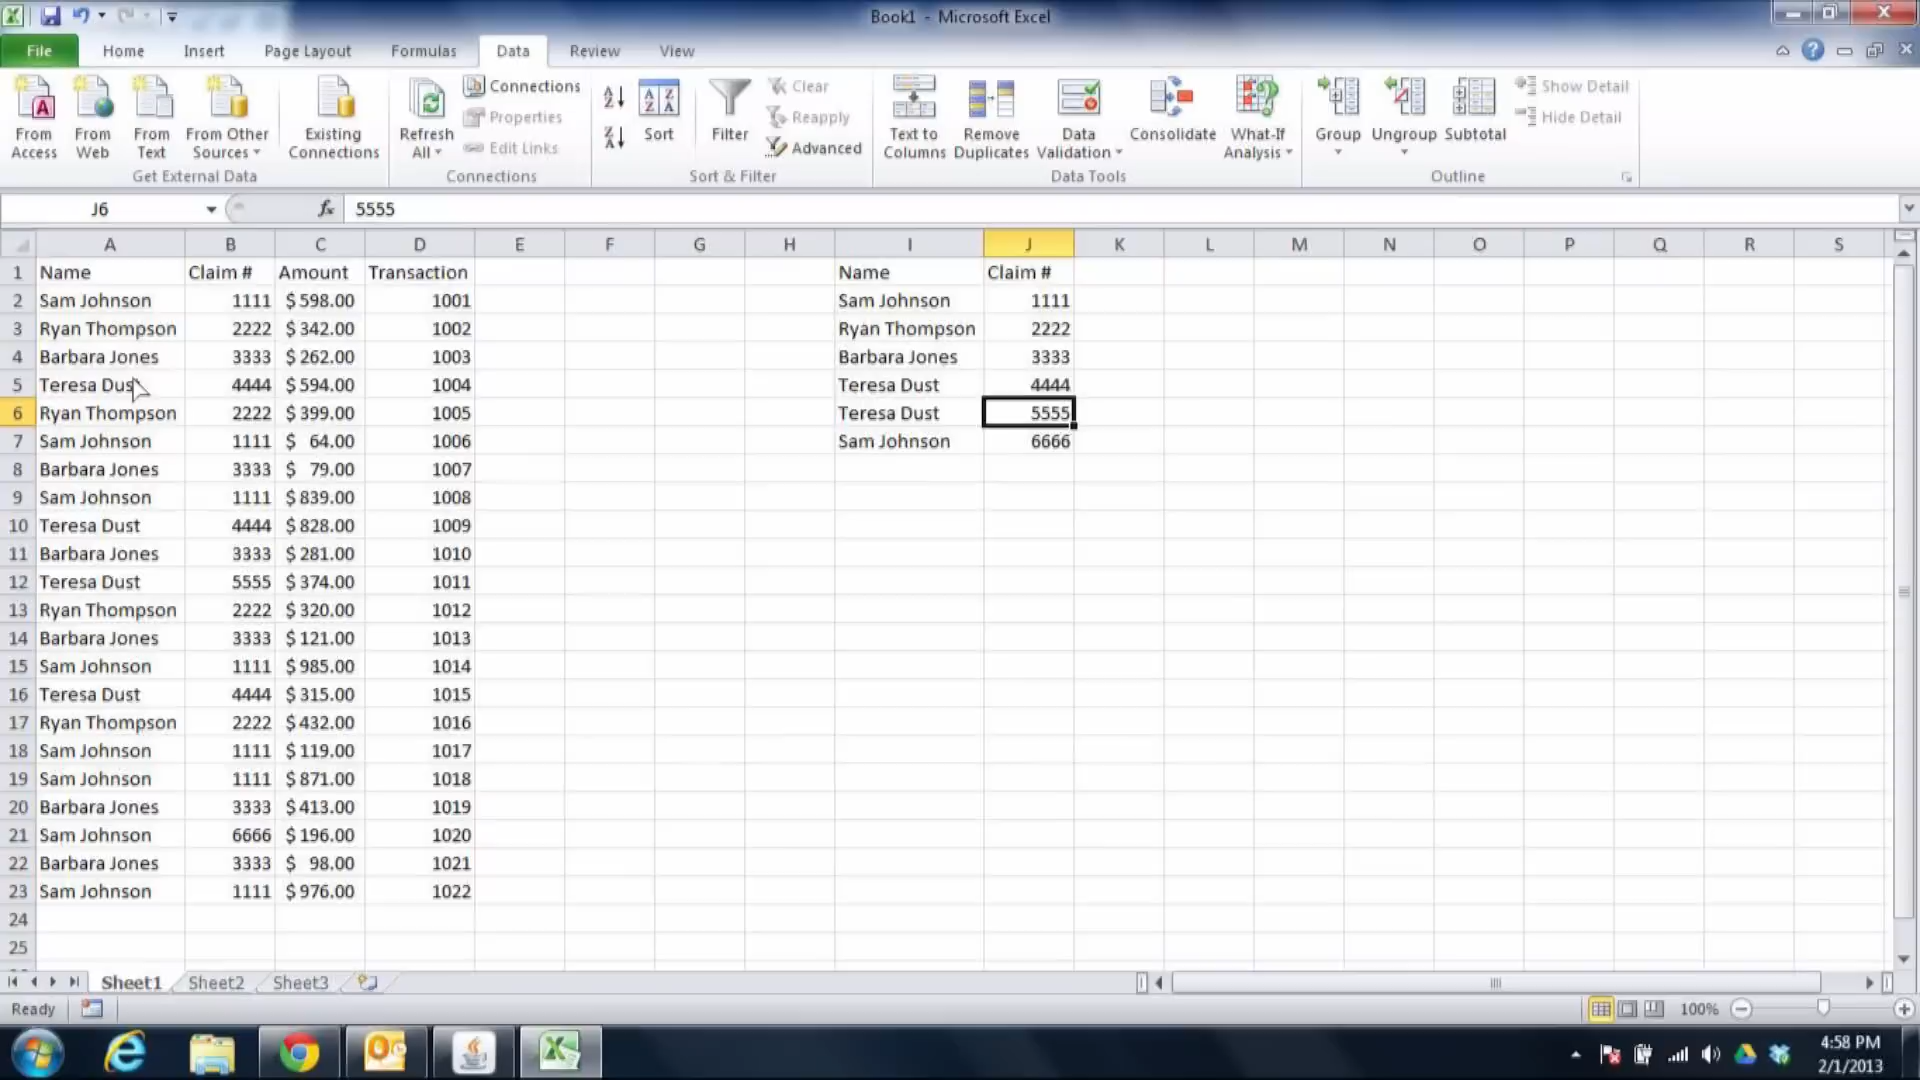 Book1 - Microsoft Excel
File Home Insert Page Layout Formulas Data Review View
From Access From Web From Text From Other Sources Existing Connections Refresh All Connections Properties Edit Links Sort Filter Clear Reapply Advanced Text to Columns Remove Duplicates Data Validation Consolidate What-If Analysis Group Ungroup Subtotal Show Detail Hide Detail
Get External Data Connections Sort & Filter Data Tools Outline
J6 fx 5555
A B C D E F G H I J K L M N O P Q R S
1 Name Claim # Amount Transaction Name Claim #
2 Sam Johnson 1111 $ 598.00 1001 Sam Johnson 1111
3 Ryan Thompson 2222 $ 342.00 1002 Ryan Thompson 2222
4 Barbara Jones 3333 $ 262.00 1003 Barbara Jones 3333
5 Teresa Dust 4444 $ 594.00 1004 Teresa Dust 4444
6 Ryan Thompson 2222 $ 399.00 1005 Teresa Dust 5555
7 Sam Johnson 1111 $ 64.00 1006 Sam Johnson 6666
8 Barbara Jones 3333 $ 79.00 1007
9 Sam Johnson 1111 $ 839.00 1008
10 Teresa Dust 4444 $ 828.00 1009
11 Barbara Jones 3333 $ 281.00 1010
12 Teresa Dust 5555 $ 374.00 1011
13 Ryan Thompson 2222 $ 320.00 1012
14 Barbara Jones 3333 $ 121.00 1013
15 Sam Johnson 1111 $ 985.00 1014
16 Teresa Dust 4444 $ 315.00 1015
17 Ryan Thompson 2222 $ 432.00 1016
18 Sam Johnson 1111 $ 119.00 1017
19 Sam Johnson 1111 $ 871.00 1018
20 Barbara Jones 3333 $ 413.00 1019
21 Sam Johnson 6666 $ 196.00 1020
22 Barbara Jones 3333 $ 98.00 1021
23 Sam Johnson 1111 $ 976.00 1022
24
25
Sheet1 Sheet2 Sheet3
Ready 100%
4:58 PM
2/1/2013